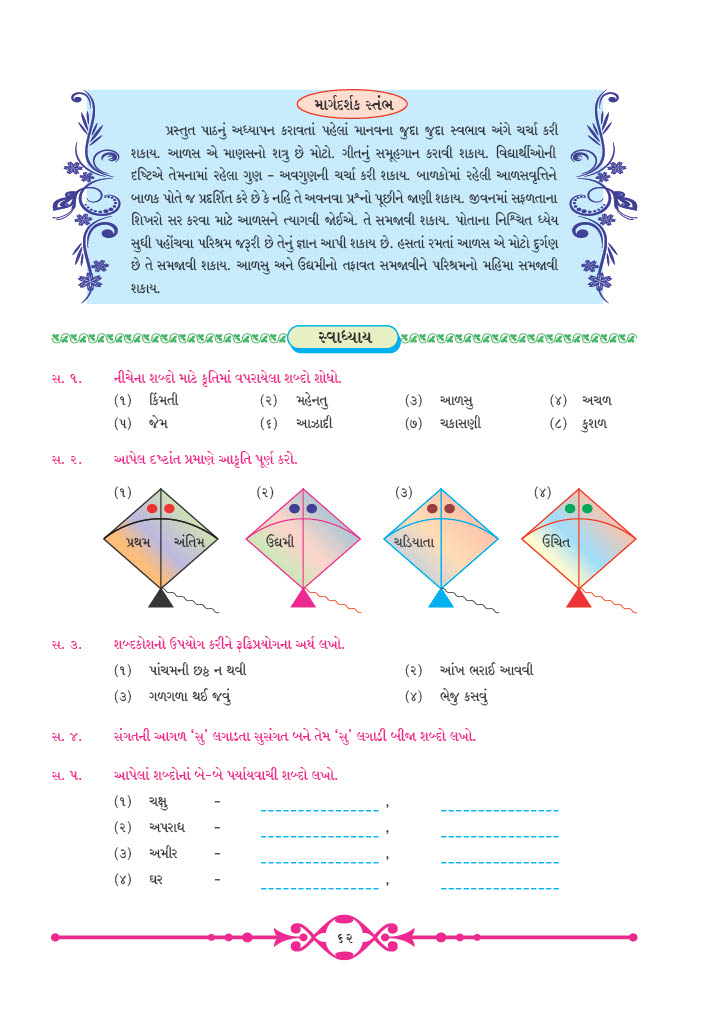 માર્ગદર્શક સ્તંભ
પ્રસ્તુત પાઠનું અધ્યાપન કરાવતાં પહેલાં માનવના જુદા જુદા સ્વભાવ અંગે ચર્ચા કરી
શકાય. આળસ એ માણસનો શત્રુ છે મોટો. ગીતનું સમૂહગાન કરાવી શકાય. વિદ્યાર્થીઓની
દષ્ટિએ તેમનામાં રહેલા ગુણ – અવગુણની ચર્ચા કરી શકાય. બાળકોમાં રહેલી આળસવૃત્તિને
બાળક પોતે જ પ્રદર્શિત કરે છે કે નહિ તે અવનવા પ્રશ્નો પૂછીને જાણી શકાય. જીવનમાં સફળતાના
શિખરો સર કરવા માટે આળસને ત્યાગવી જોઈએ. તે સમજાવી શકાય. પોતાના નિશ્ચિત ધ્યેય
સુધી પહોંચવા પરિશ્રમ જરૂરી છે તેનું જ્ઞાન આપી શકાય છે. હસતાં રમતાં આળસ એ મોટો દુર્ગુણ
છે તે સમજાવી શકાય. આળસુ અને ઉદ્યમીનો તફાવત સમજાવીને પરિશ્રમનો મહિમા સમજાવી
શકાય.
સ્વાધ્યાય
સ. ૧. નીચેના શબ્દો માટે કૃતિમાં વપરાયેલા શબ્દો શોધો.
(૧) કિંમતી (૨) મહેનતુ (૩) આળસુ (૪) અચળ
(૫) જેમ (૬) આઝાદી (૭) ચકાસણી (૮) કુશળ
સ. ૨. આપેલ દષ્ટાંત પ્રમાણે આકૃતિ પૂર્ણ કરો.
(૧) (૨) (૩) (૪)
પ્રથમ અંતિમ ઉદ્યમી ચડિયાતા ઉચિત
સ. ૩. શબ્દકોશનો ઉપયોગ કરીને રૂઢિપ્રયોગના અર્થ લખો.
(૧) પાંચમની છઠ્ઠ ન થવી (૨) આંખ ભરાઈ આવવી
(૩) ગળગળા થઈ જવું (૪) ભેજુ કસવું
સ. ૪. સંગતની આગળ ‘સુ’ લગાડતા સુસંગત બને તેમ ‘સુ’ લગાડી બીજા શબ્દો લખો.
સ. ૫. આપેલાં શબ્દોનાં બે–બે પર્યાયવાચી શબ્દો લખો.
(૧) ચક્ષુ – ,
(૨) અપરાધ – ,
(૩) અમીર – ,
(૪) ઘર – ,
૬૨